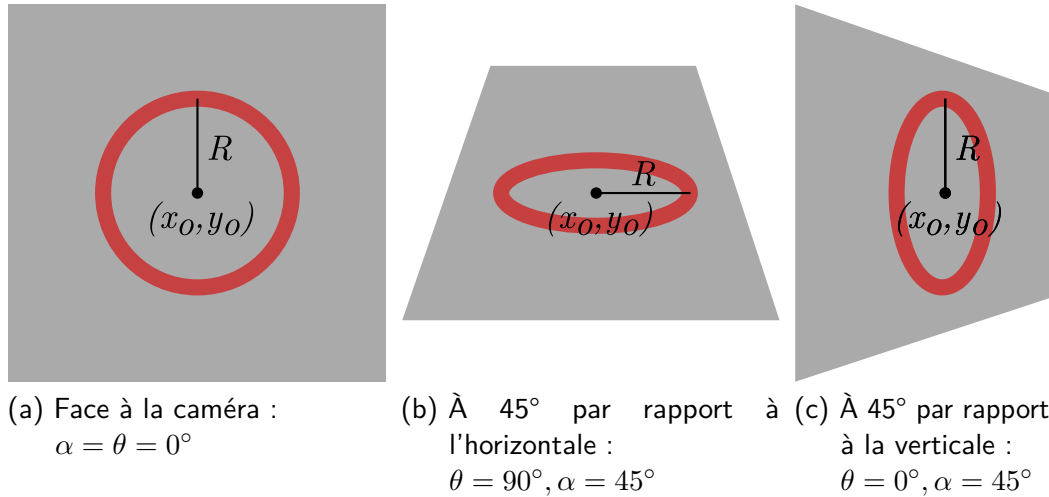 R
(x_O, y_O)
R
(x_O, y_O)
R
(x_O, y_O)
(a) Face à la caméra :
α = θ = 0°
(b) À 45° par rapport à
l'horizontale :
θ = 90°, α = 45°
(c) À 45° par rapport
à la verticale :
θ = 0°, α = 45°